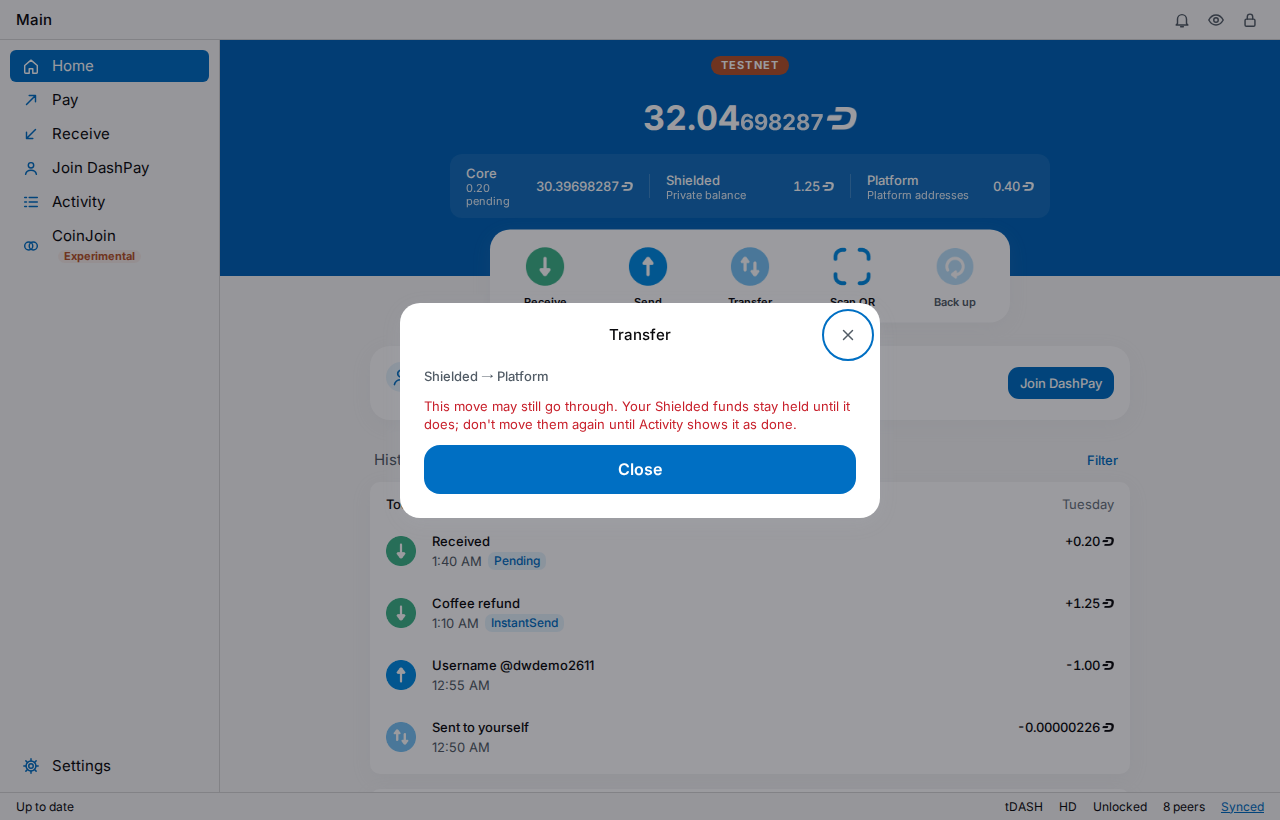 Main
Home
Pay
Receive
Join DashPay
Activity
CoinJoin
Experimental
Settings
TESTNET
32.04698287
Core
0.20 pending
30.39698287
Shielded
Private balance
1.25
Platform
Platform addresses
0.40
Receive
Send
Transfer
Scan QR
Back up
Transfer
Shielded → Platform
This move may still go through. Your Shielded funds stay held until it
does; don't move them again until Activity shows it as done.
Close
Join DashPay
Filter
Tuesday
Received
1:40 AM Pending
+0.20
Coffee refund
1:10 AM InstantSend
+1.25
Username @dwdemo2611
12:55 AM
-1.00
Sent to yourself
12:50 AM
-0.00000226
Up to date
tDASH HD Unlocked 8 peers Synced